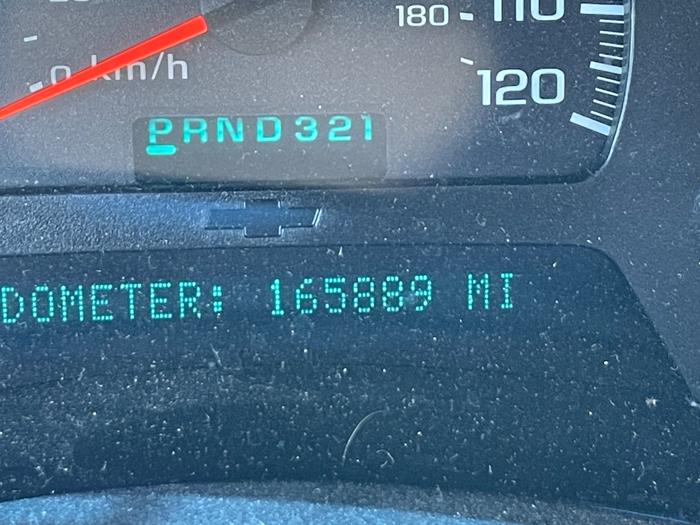 180 110
0 km/h
120
PRND321
DOMETER: 165889 MI